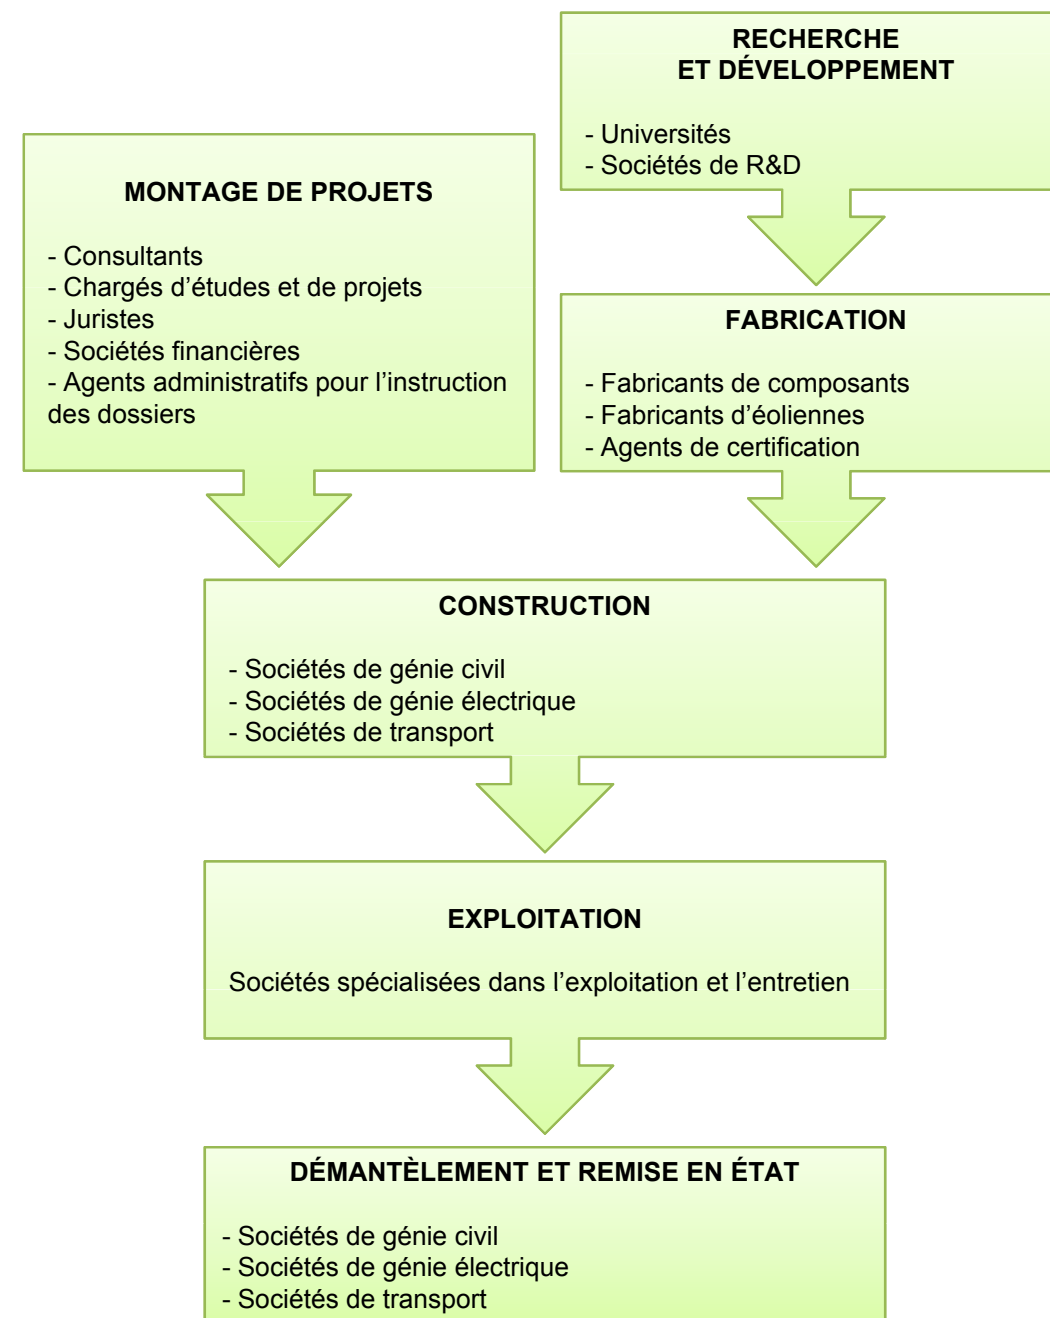 RECHERCHE
ET DÉVELOPPEMENT
- Universités
- Sociétés de R&D
MONTAGE DE PROJETS
- Consultants
- Chargés d’études et de projets
- Juristes
- Sociétés financières
- Agents administratifs pour l’instruction
des dossiers
FABRICATION
- Fabricants de composants
- Fabricants d’éoliennes
- Agents de certification
CONSTRUCTION
- Sociétés de génie civil
- Sociétés de génie électrique
- Sociétés de transport
EXPLOITATION
Sociétés spécialisées dans l’exploitation et l’entretien
DÉMANTÈLEMENT ET REMISE EN ÉTAT
- Sociétés de génie civil
- Sociétés de génie électrique
- Sociétés de transport